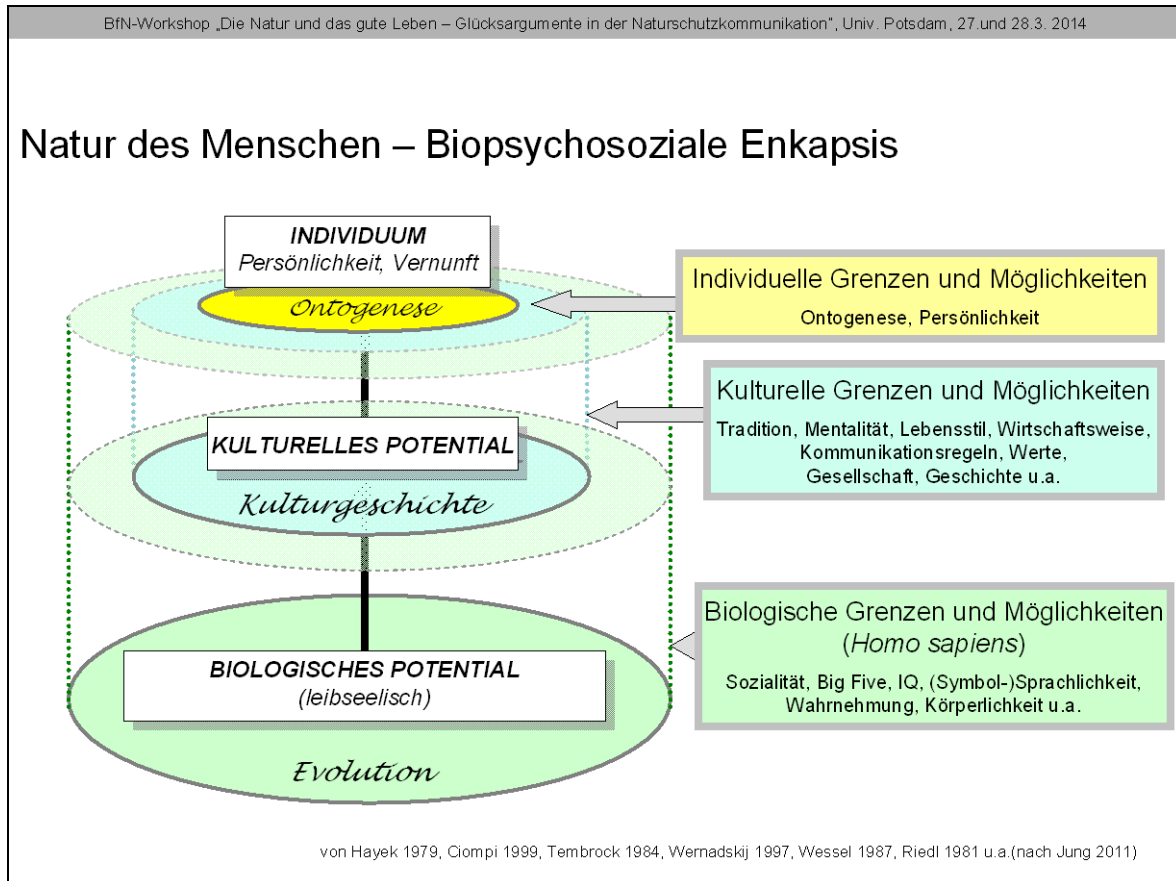 BfN-Workshop „Die Natur und das gute Leben – Glücksargumente in der Naturschutzkommunikation“, Univ. Potsdam, 27.und 28.3. 2014
Natur des Menschen – Biopsychosoziale Enkapsis
INDIVIDUUM
Persönlichkeit, Vernunft
Ontogenese
Individuelle Grenzen und Möglichkeiten
Ontogenese, Persönlichkeit
KULTURELLES POTENTIAL
Kulturgeschichte
Kulturelle Grenzen und Möglichkeiten
Tradition, Mentalität, Lebensstil, Wirtschaftsweise,
Kommunikationsregeln, Werte,
Gesellschaft, Geschichte u.a.
BIOLOGISCHES POTENTIAL
(leibseelisch)
Evolution
Biologische Grenzen und Möglichkeiten
(Homo sapiens)
Sozialität, Big Five, IQ, (Symbol-)Sprachlichkeit,
Wahrnehmung, Körperlichkeit u.a.
von Hayek 1979, Ciompi 1999, Tembrock 1984, Wernadskij 1997, Wessel 1987, Riedl 1981 u.a.(nach Jung 2011)